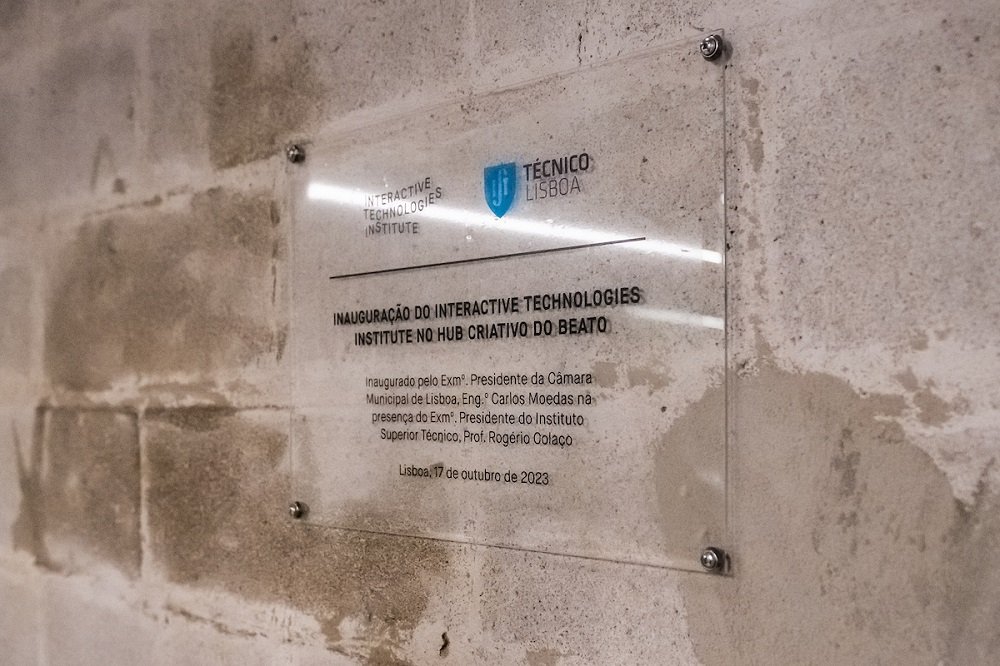 INTERACTIVE
TECHNOLOGIES
INSTITUTE
TÉCNICO
LISBOA
INAUGURAÇÃO DO INTERACTIVE TECHNOLOGIES
INSTITUTE NO HUB CRIATIVO DO BEATO
Inaugurado pelo Exmº. Presidente da Câmara
Municipal de Lisboa, Eng.º Carlos Moedas na
presença do Exmº. Presidente do Instituto
Superior Técnico, Prof. Rogério Colaço
Lisboa, 17 de outubro de 2023